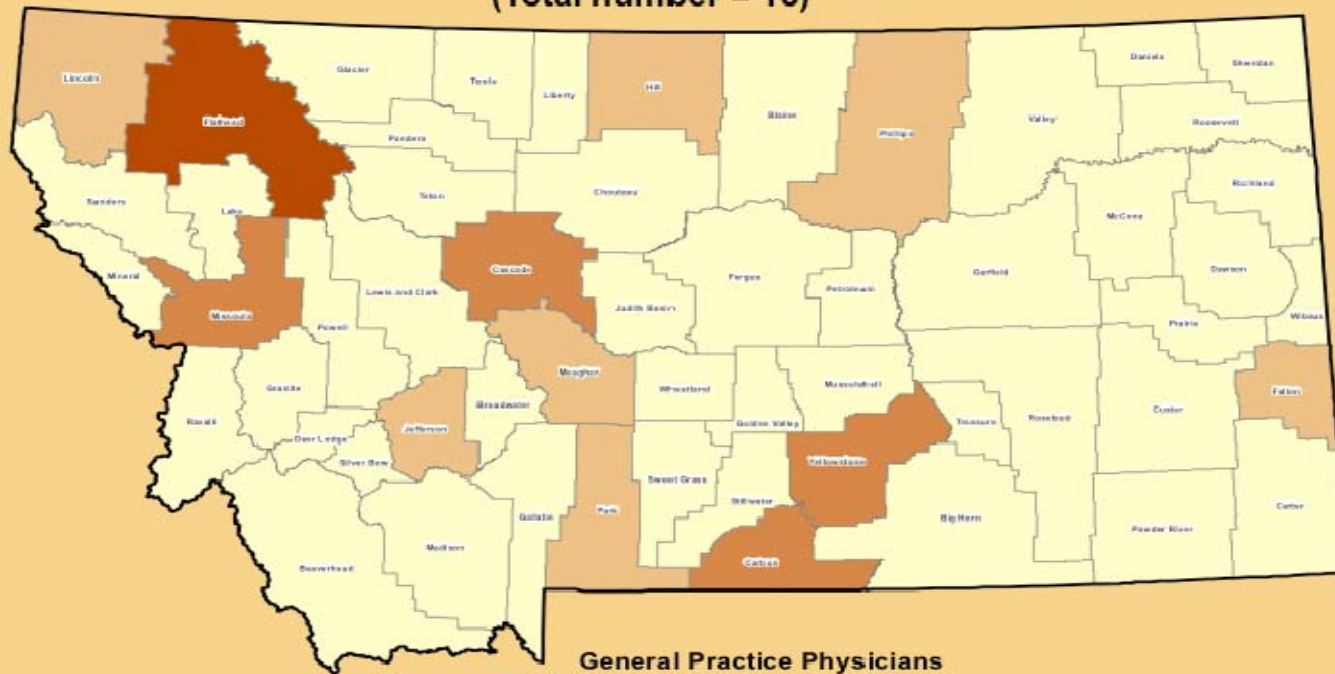 (Total number =
Lincoln
Flathead
Glacier
Toole
Liberty
Hill
Blaine
Phillips
Valley
Daniels
Sheridan
Roosevelt
Pondera
Teton
Chouteau
Richland
McCone
Sanders
Lake
Mineral
Missoula
Lewis and Clark
Powell
Cascade
Judith Basin
Fergus
Petroleum
Garfield
Dawson
Prairie
Wibaux
Granite
Ravalli
Deer Lodge
Silver Bow
Jefferson
Broadwater
Meagher
Wheatland
Golden Valley
Musselshell
Treasure
Rosebud
Custer
Fallon
Yellowstone
Sweet Grass
Stillwater
Park
Gallatin
Madison
Beaverhead
Carbon
Big Horn
Powder River
Carter
General Practice Physicians